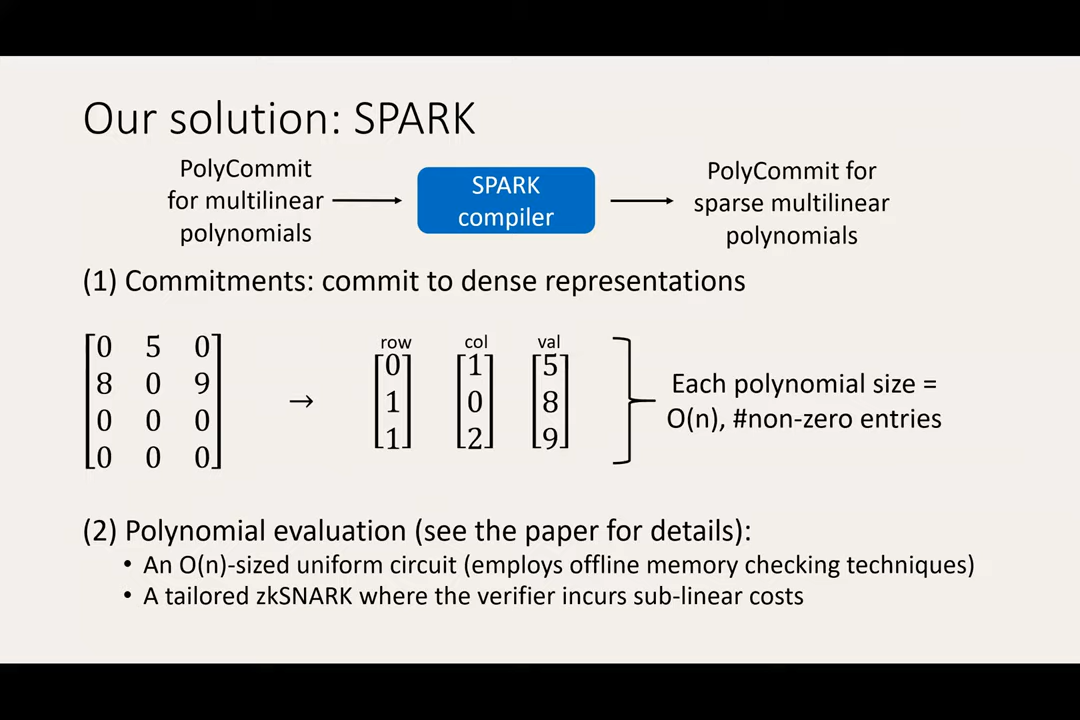 Our solution: SPARK
PolyCommit
for multilinear
polynomials
SPARK
compiler
PolyCommit for
sparse multilinear
polynomials
(1) Commitments: commit to dense representations
0 5 0
8 0 9
0 0 0
0 0 0
→
row col val
0 1 5
1 0 8
1 2 9
Each polynomial size =
O(n), #non-zero entries
(2) Polynomial evaluation (see the paper for details):
• An O(n)-sized uniform circuit (employs offline memory checking techniques)
• A tailored zkSNARK where the verifier incurs sub-linear costs